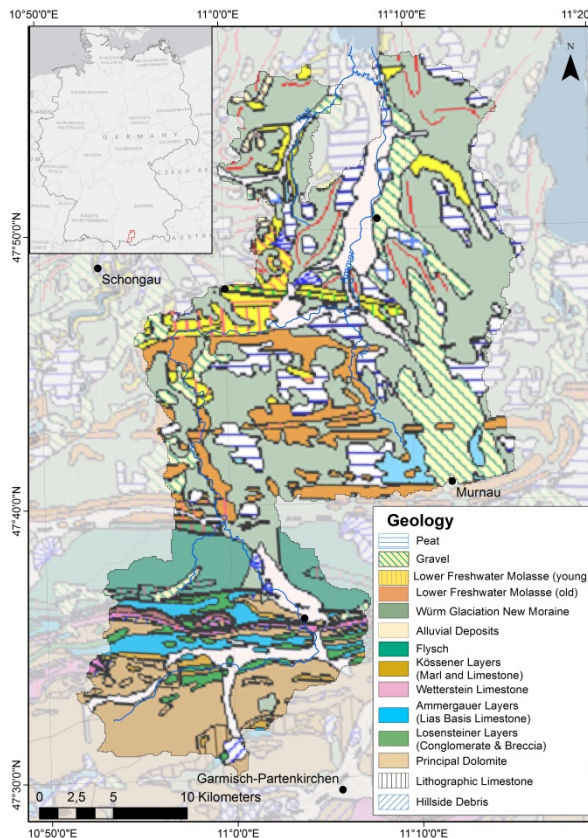 10°50'0"E
11°0'0"E
11°10'0"E
11°20'
GERMANY
47°50'0"N
Schongau
47°40'0"N
Murnau
Geology
Peat
Gravel
Lower Freshwater Molasse (young)
Lower Freshwater Molasse (old)
Würm Glaciation New Moraine
Alluvial Deposits
Flysch
Kössener Layers
(Marl and Limestone)
Wetterstein Limestone
Ammergauer Layers
(Lias Basis Limestone)
Losensteiner Layers
(Conglomerate & Breccia)
Principal Dolomite
Lithographic Limestone
Hillside Debris
47°30'0"N
Garmisch-Partenkirchen
0 2,5 5 10 Kilometers
10°50'0"E
11°0'0"E
11°10'0"E